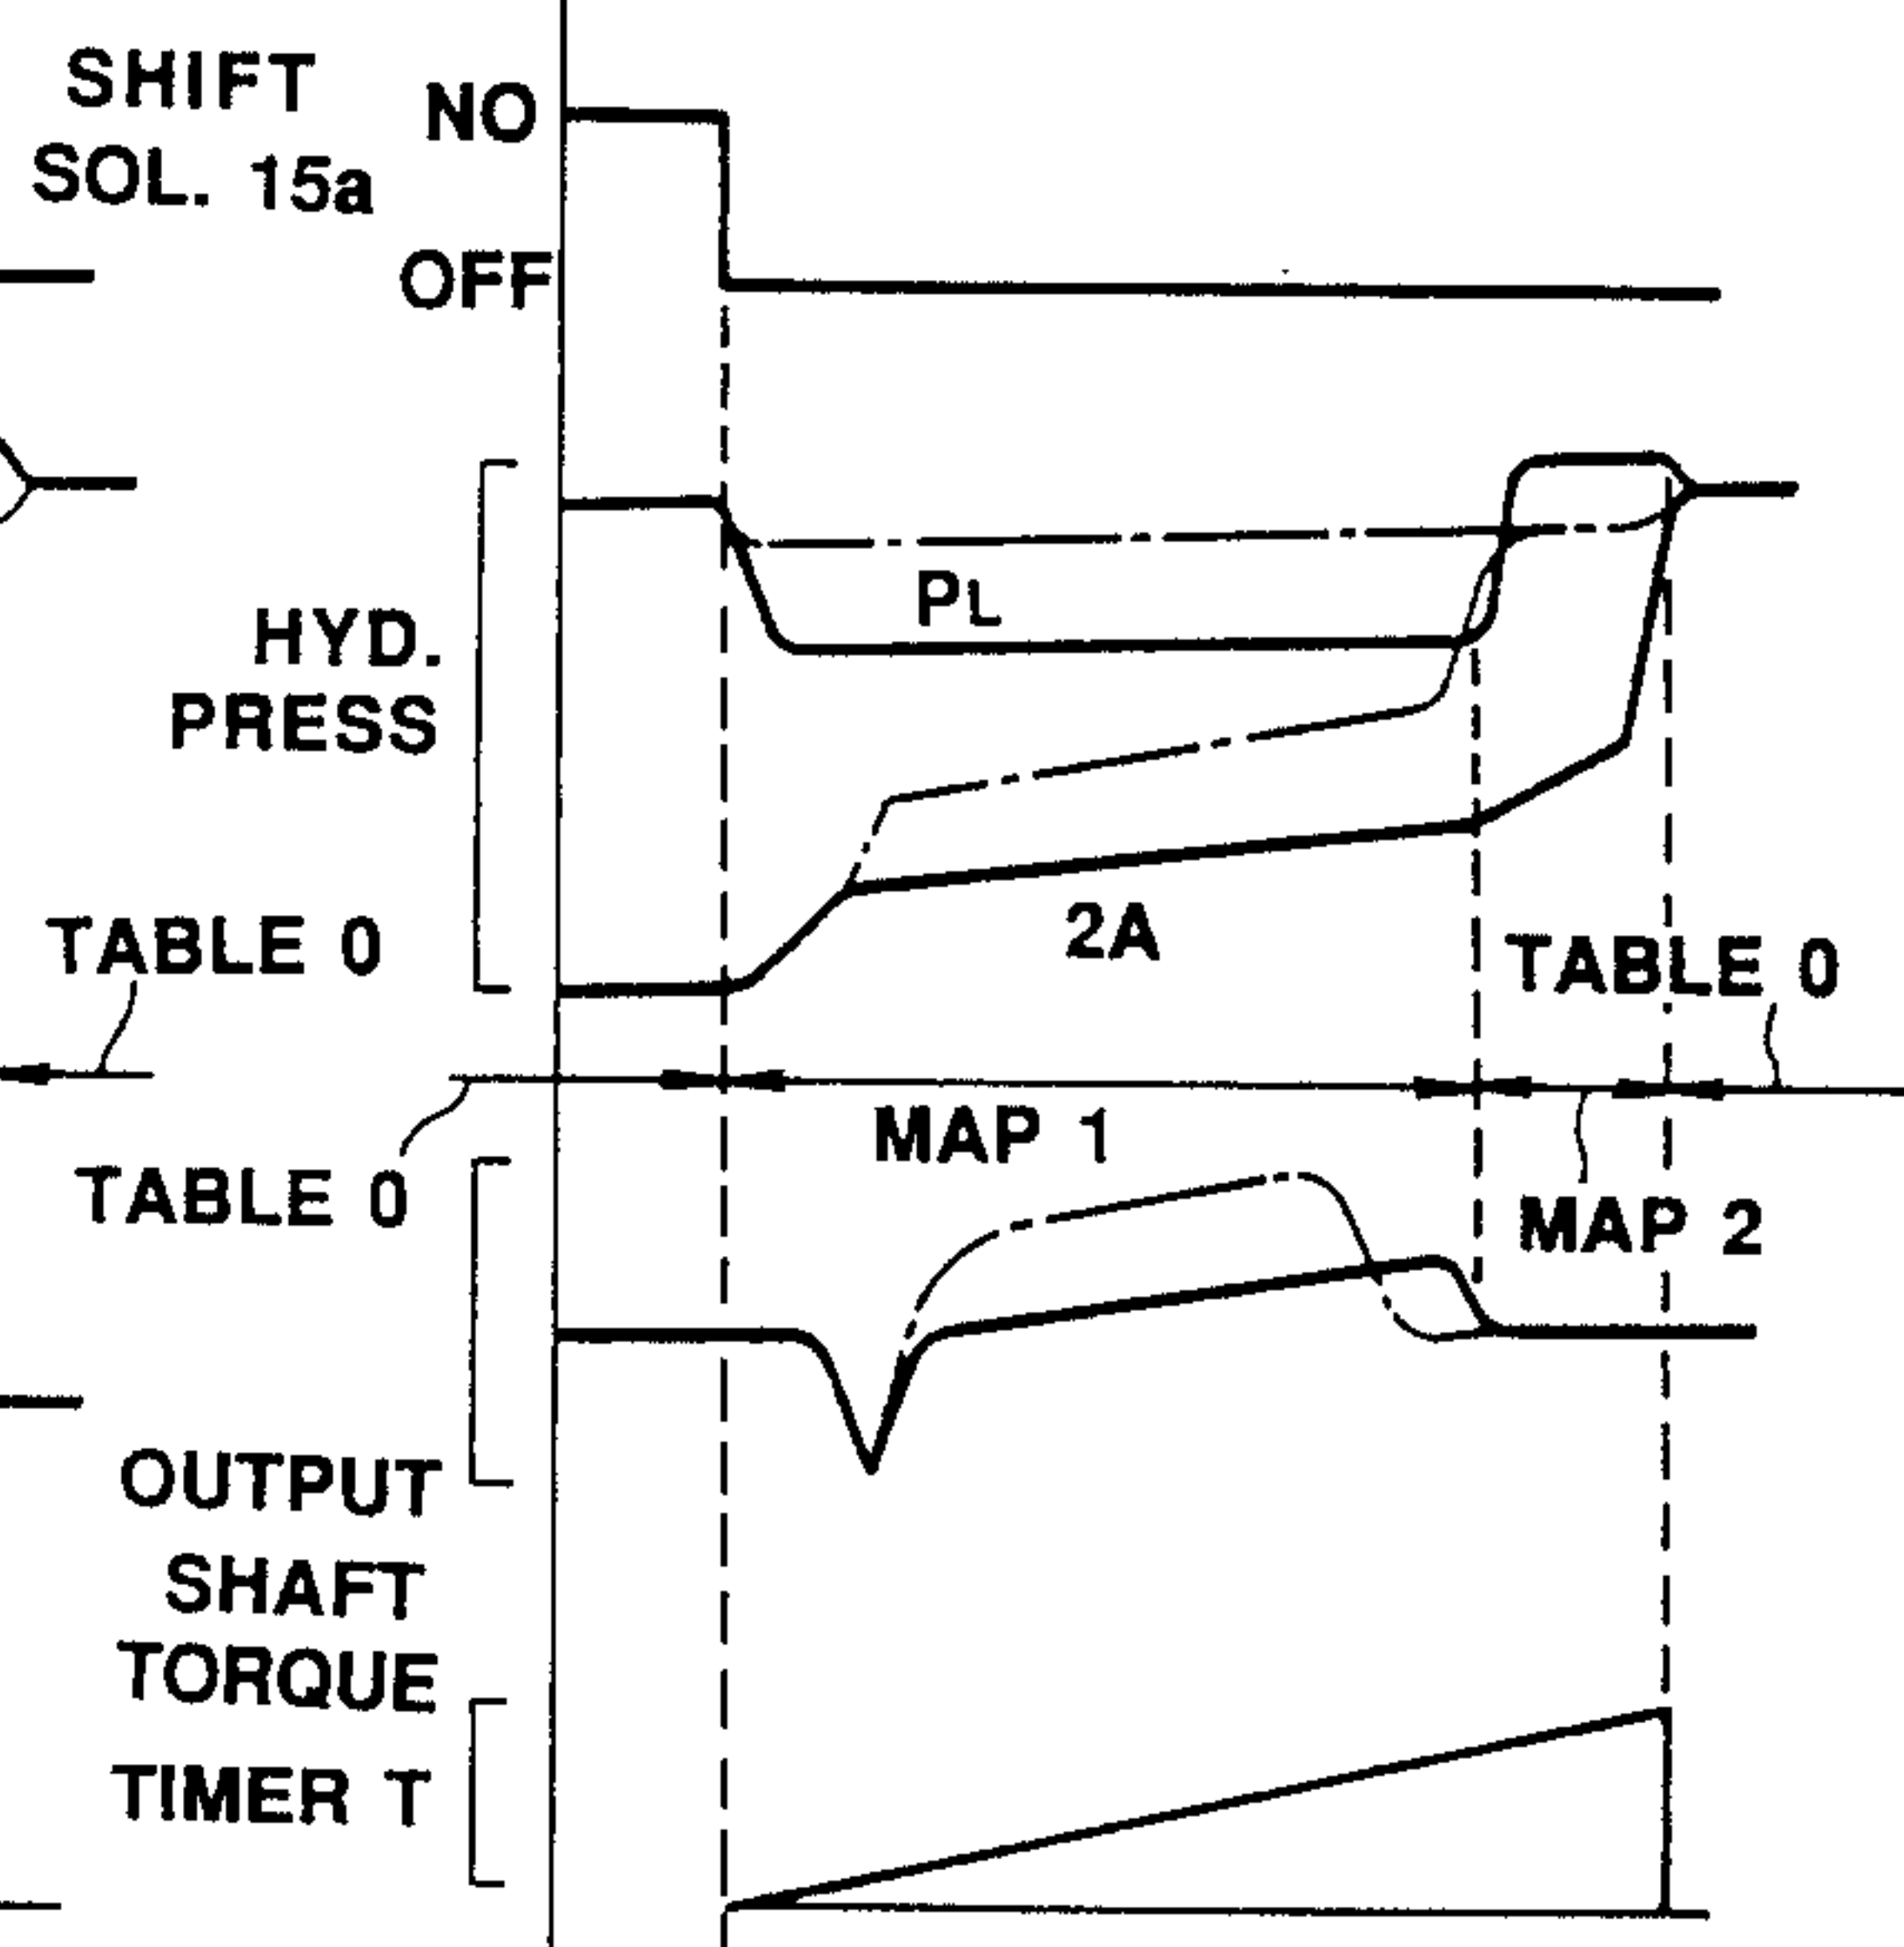 SHIFT
SOL. 15a
NO
OFF
HYD.
PRESS
PL
2A
TABLE 0
TABLE 0
TABLE 0
MAP 1
MAP 2
OUTPUT
SHAFT
TORQUE
TIMER T